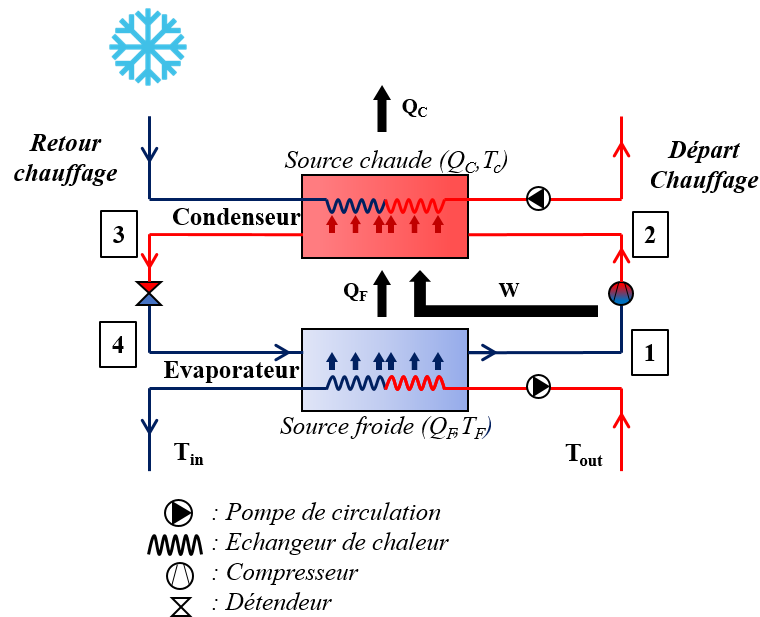 Q_C
Retour
chauffage
Source chaude (Q_C, T_C)
Départ
Chauffage
Condenseur
3
2
Q_F
W
4
1
Evaporateur
Source froide (Q_F, T_F)
T_in
T_out
: Pompe de circulation
: Echangeur de chaleur
: Compresseur
: Détendeur